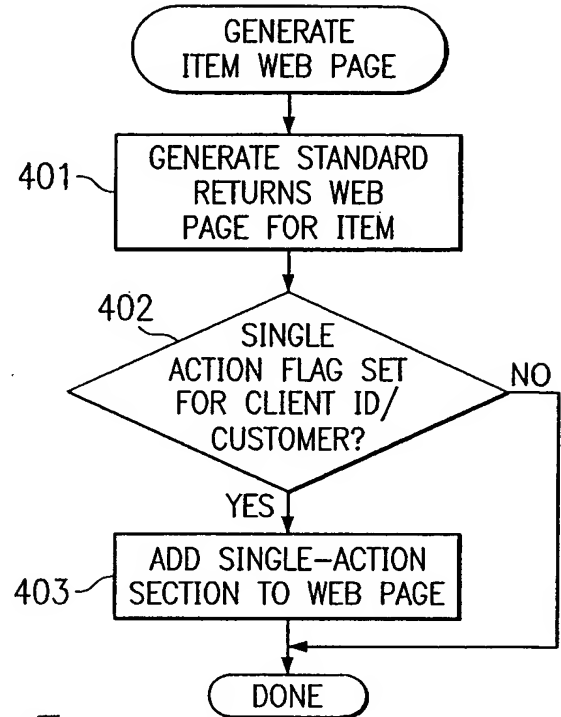 GENERATE
ITEM WEB PAGE
401
GENERATE STANDARD
RETURNS WEB
PAGE FOR ITEM
402
SINGLE
ACTION FLAG SET
FOR CLIENT ID/
CUSTOMER?
NO
YES
403
ADD SINGLE-ACTION
SECTION TO WEB PAGE
DONE